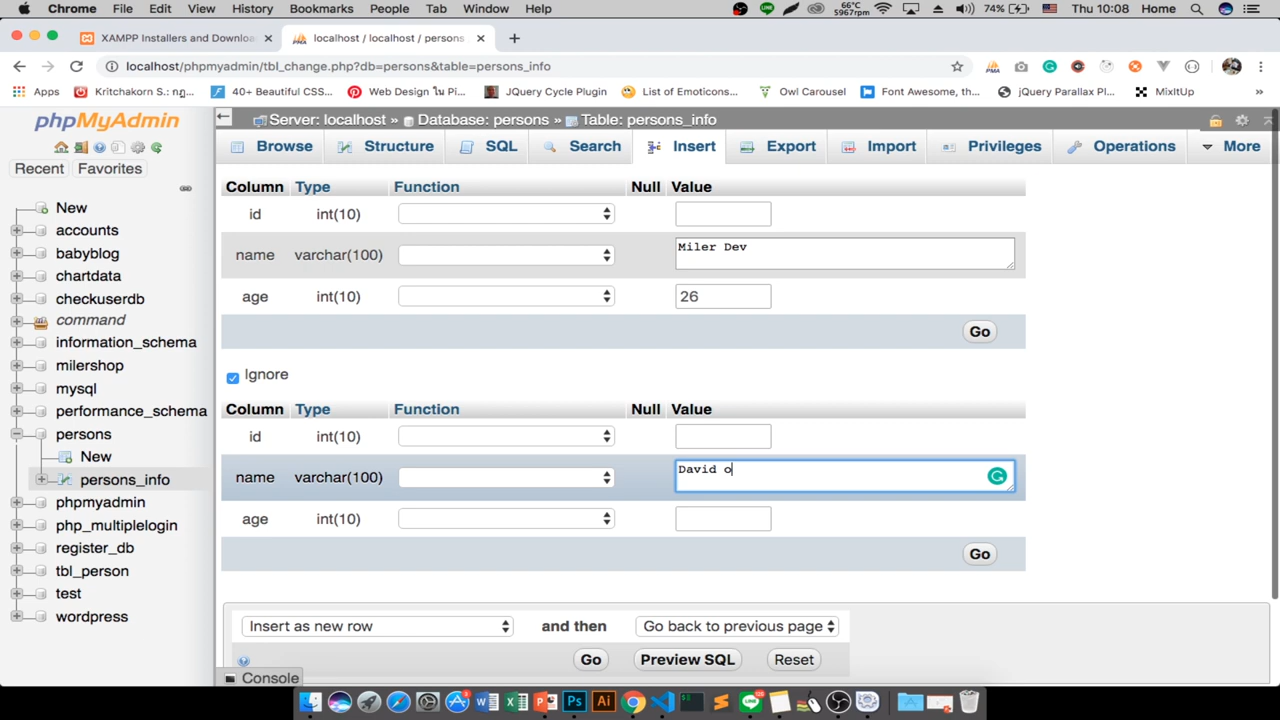 Chrome File Edit View History Bookmarks People Tab Window Help 66°C 5967rpm 74% Thu 10:08 Home
XAMPP Installers and Downloa localhost / localhost / persons
localhost/phpmyadmin/tbl_change.php?db=persons&table=persons_info
Apps Kritchakorn S.: กฎ... 40+ Beautiful CSS... Web Design ใน Pi... JQuery Cycle Plugin List of Emoticons... Owl Carousel Font Awesome, th... jQuery Parallax Pl... MixItUp »
phpMyAdmin
Recent Favorites
New
accounts
babyblog
chartdata
checkuserdb
command
information_schema
milershop
mysql
performance_schema
persons
New
persons_info
phpmyadmin
php_multiplelogin
register_db
tbl_person
test
wordpress
Server: localhost » Database: persons » Table: persons_info
Browse Structure SQL Search Insert Export Import Privileges Operations More
Column Type Function Null Value
id int(10)
name varchar(100) Miler Dev
age int(10) 26
Go
Ignore
Column Type Function Null Value
id int(10)
name varchar(100) David o
age int(10)
Go
Insert as new row and then Go back to previous page
Go Preview SQL Reset
Console